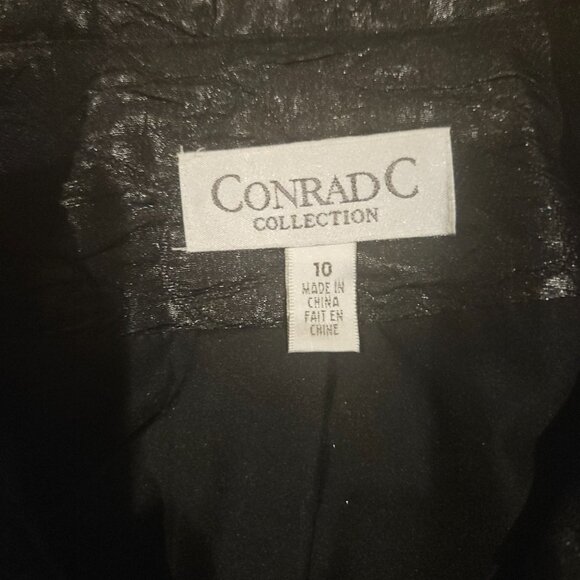 CONRAD C
COLLECTION
10
MADE IN
CHINA
FAIT EN
CHINE